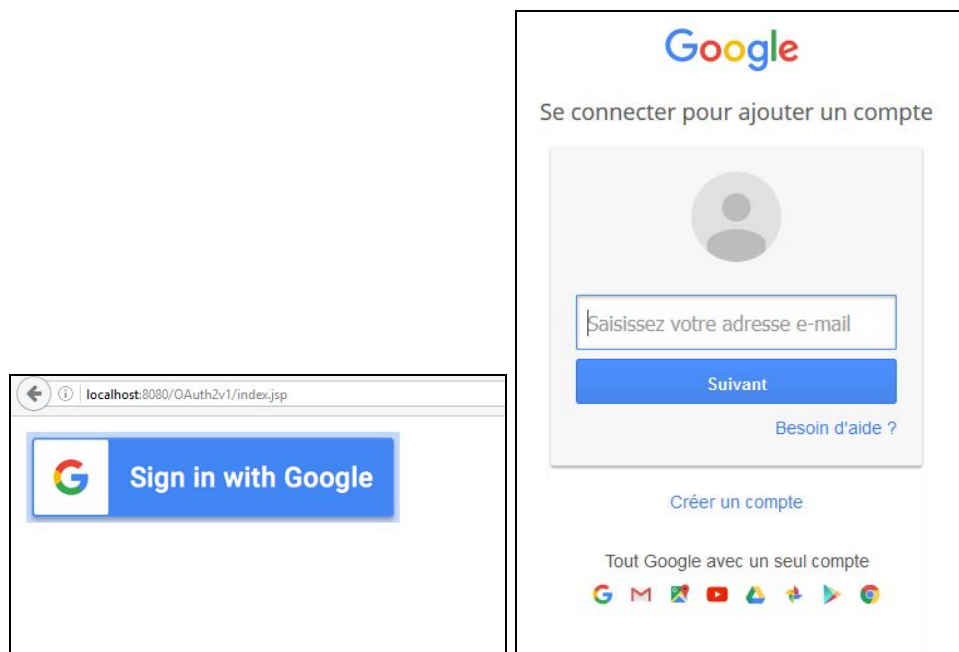 localhost:8080/OAuth2v1/index.jsp
Sign in with Google
Google
Se connecter pour ajouter un compte
Saisissez votre adresse e-mail
Suivant
Besoin d'aide ?
Créer un compte
Tout Google avec un seul compte